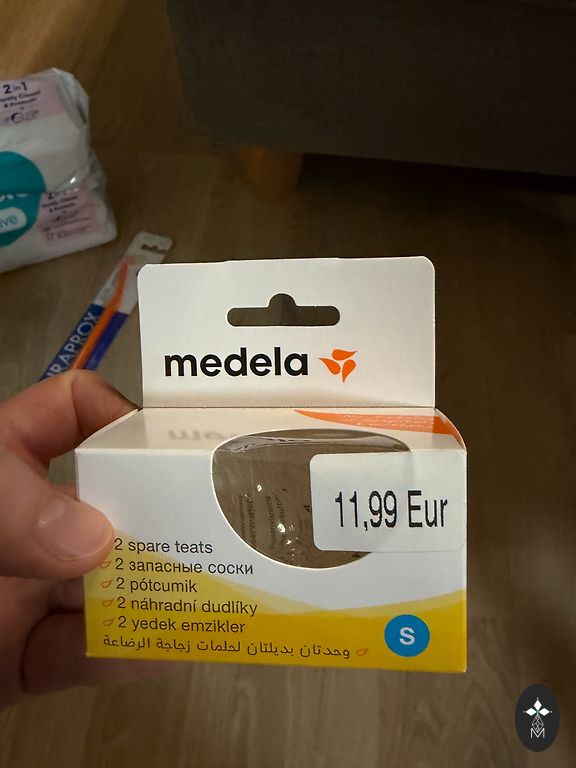 2in1
medela
11,99 Eur
2 spare teats
2 запасные соски
2 pótcumik
2 náhradní dudlíky
2 yedek emzikler
وحدتان بديلتان لحلمات زجاجة الرضاعة
S
M